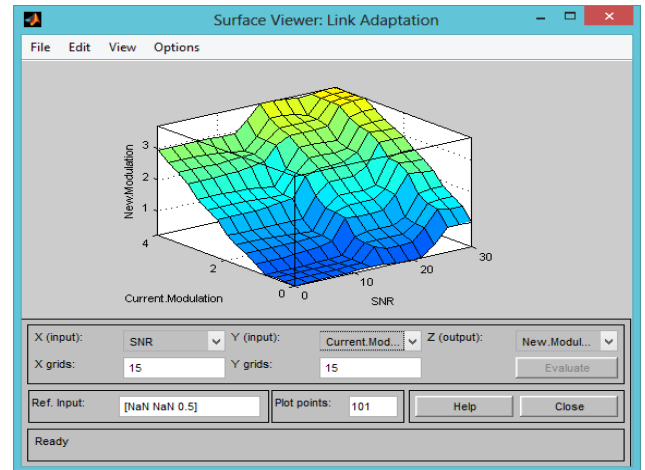 Surface Viewer: Link Adaptation
File Edit View Options
3
2
1
New.Modulation
4
2
0
Current.Modulation
0
10
20
30
SNR
X (input): SNR Y (input): Current.Mod... Z (output): New.Modul...
X grids: 15 Y grids: 15 Evaluate
Ref. Input: [NaN NaN 0.5] Plot points: 101 Help Close
Ready